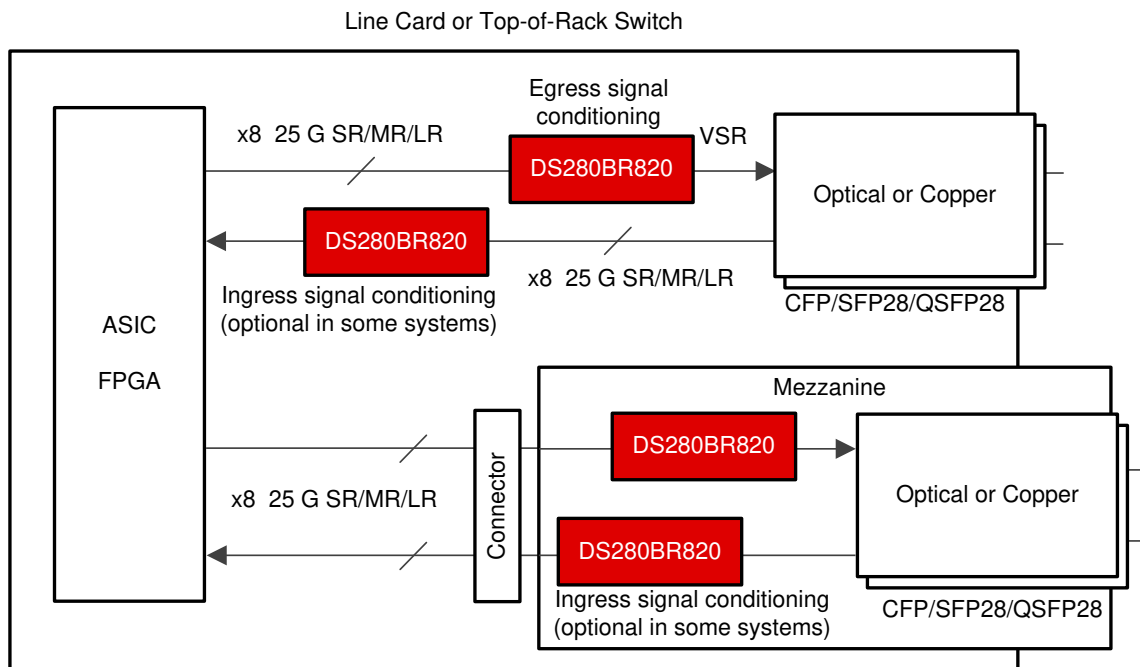 Line Card or Top-of-Rack Switch
Egress signal
conditioning
x8 25 G SR/MR/LR
VSR
DS280BR820
Optical or Copper
DS280BR820
x8 25 G SR/MR/LR
Ingress signal conditioning
(optional in some systems)
CFP/SFP28/QSFP28
ASIC
FPGA
Mezzanine
DS280BR820
x8 25 G SR/MR/LR
Connector
Optical or Copper
DS280BR820
Ingress signal conditioning
(optional in some systems)
CFP/SFP28/QSFP28